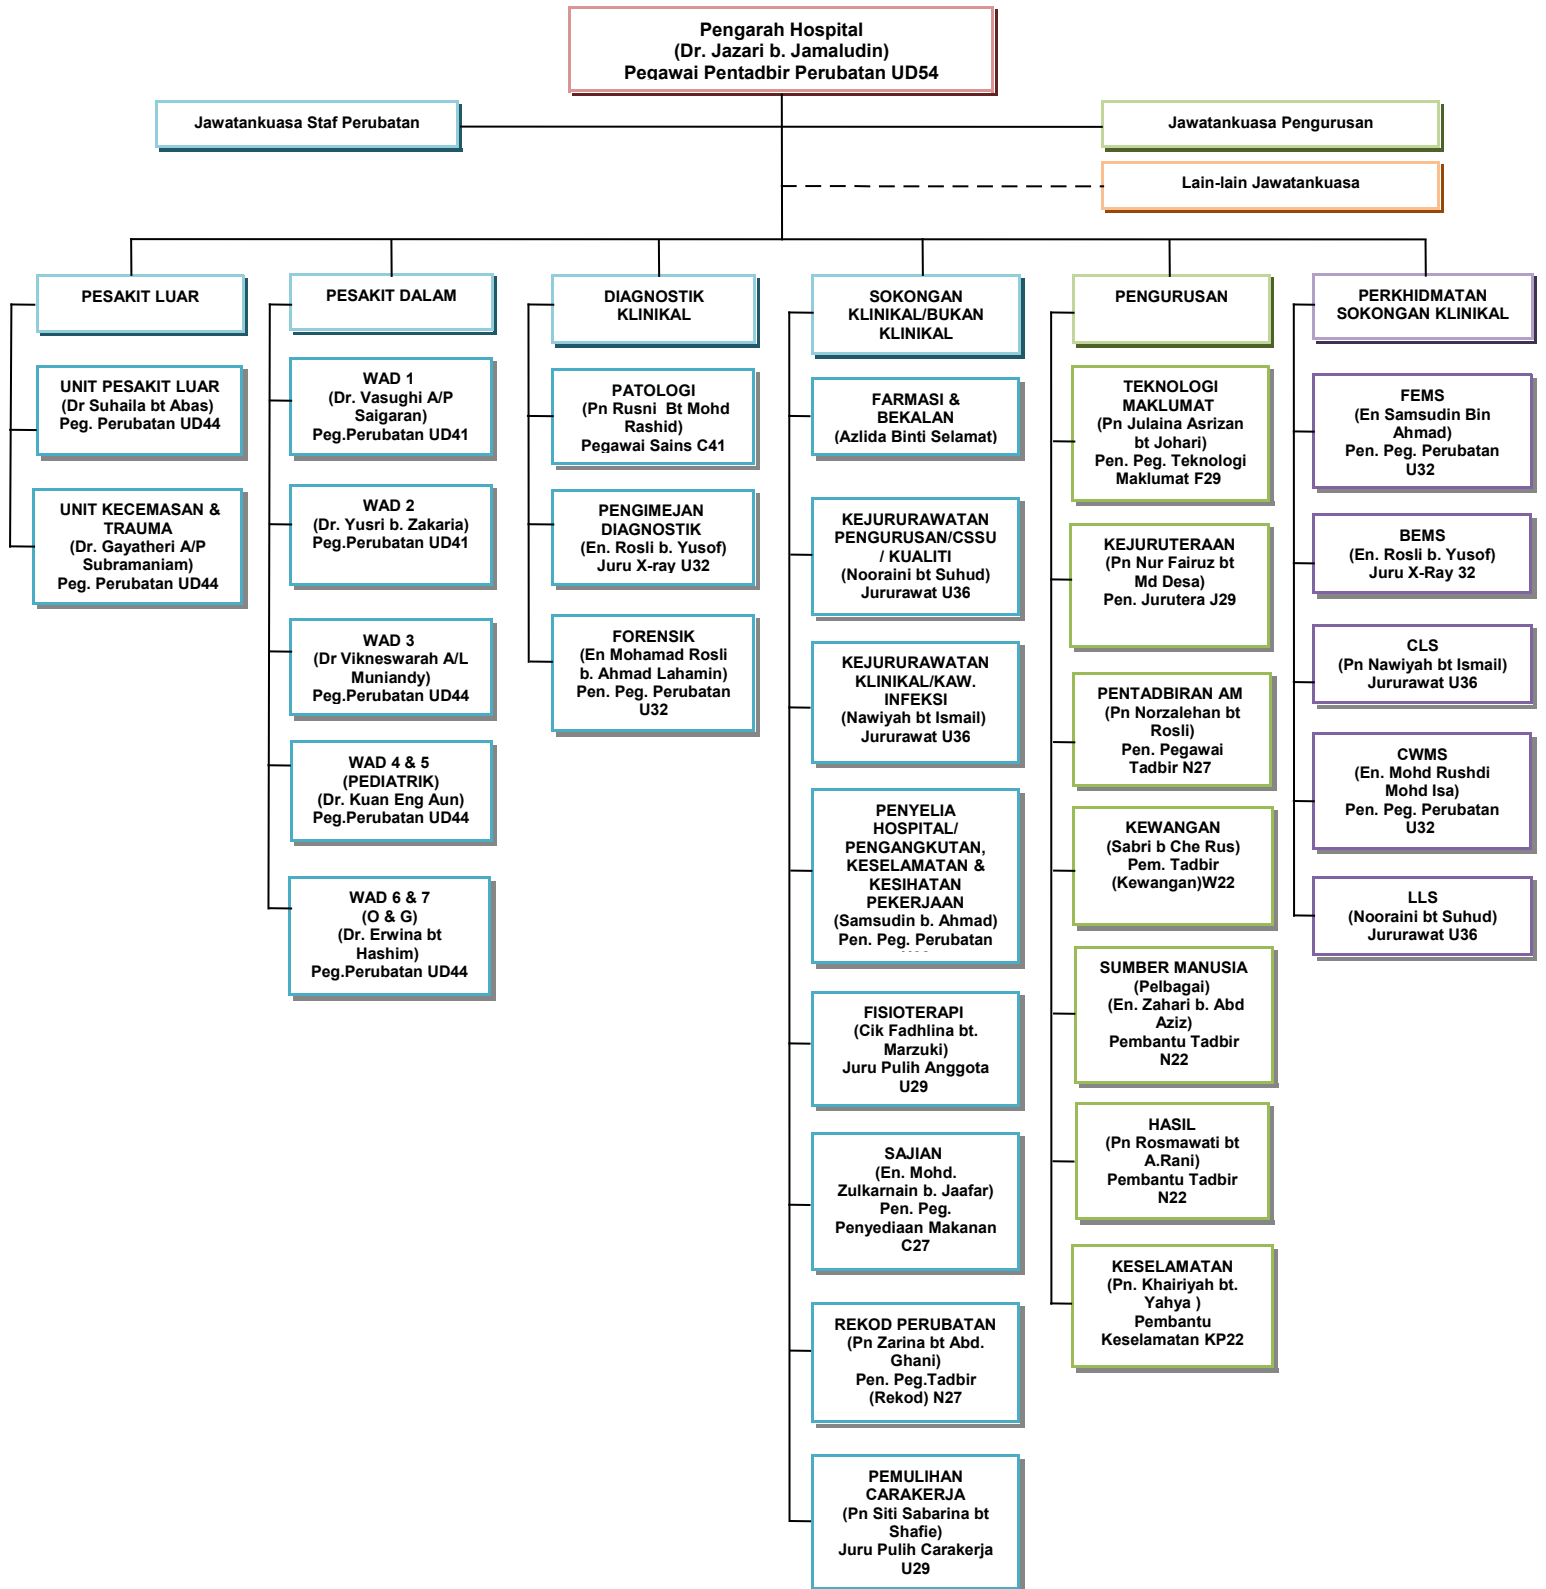 Pengarah Hospital
(Dr. Jazari b. Jamaludin)
Pegawai Pentadbir Perubatan UD54
Jawatankuasa Staf Perubatan
Jawatankuasa Pengurusan
Lain-lain Jawatankuasa
PESAKIT LUAR
UNIT PESAKIT LUAR
(Dr Suhaila bt Abas)
Peg. Perubatan UD44
UNIT KECEMASAN &
TRAUMA
(Dr. Gayatheri A/P
Subramaniam)
Peg. Perubatan UD44
PESAKIT DALAM
WAD 1
(Dr. Vasughi A/P
Saigaran)
Peg.Perubatan UD41
WAD 2
(Dr. Yusri b. Zakaria)
Peg.Perubatan UD41
WAD 3
(Dr Vikneswarah A/L
Muniandy)
Peg.Perubatan UD44
WAD 4 & 5
(PEDIATRIK)
(Dr. Kuan Eng Aun)
Peg.Perubatan UD44
WAD 6 & 7
(O & G)
(Dr. Erwina bt
Hashim)
Peg.Perubatan UD44
DIAGNOSTIK
KLINIKAL
PATOLOGI
(Pn Rusni Bt Mohd
Rashid)
Pegawai Sains C41
PENGIMEJAN
DIAGNOSTIK
(En. Rosli b. Yusof)
Juru X-ray U32
FORENSIK
(En Mohamad Rosli
b. Ahmad Lahamin)
Pen. Peg. Perubatan
U32
SOKONGAN
KLINIKAL/BUKAN
KLINIKAL
FARMASI &
BEKALAN
(Azlida Binti Selamat)
KEJURURAWATAN
PENGURUSAN/CSSU
/ KUALITI
(Nooraini bt Suhud)
Jururawat U36
KEJURURAWATAN
KLINIKAL/KAW.
INFEKSI
(Nawiyah bt Ismail)
Jururawat U36
PENYELIA
HOSPITAL/
PENGANGKUTAN,
KESELAMATAN &
KESIHATAN
PEKERJAAN
(Samsudin b. Ahmad)
Pen. Peg. Perubatan
FISIOTERAPI
(Cik Fadhlina bt.
Marzuki)
Juru Pulih Anggota
U29
SAJIAN
(En. Mohd.
Zulkarnain b. Jaafar)
Pen. Peg.
Penyediaan Makanan
C27
REKOD PERUBATAN
(Pn Zarina bt Abd.
Ghani)
Pen. Peg.Tadbir
(Rekod) N27
PEMULIHAN
CARAKERJA
(Pn Siti Sabarina bt
Shafie)
Juru Pulih Carakerja
U29
PENGURUSAN
TEKNOLOGI
MAKLUMAT
(Pn Julaina Asrizan
bt Johari)
Pen. Peg. Teknologi
Maklumat F29
KEJURUTERAAN
(Pn Nur Fairuz bt
Md Desa)
Pen. Jurutera J29
PENTADBIRAN AM
(Pn Norzalehan bt
Rosli)
Pen. Pegawai
Tadbir N27
KEWANGAN
(Sabri b Che Rus)
Pem. Tadbir
(Kewangan)W22
SUMBER MANUSIA
(Pelbagai)
(En. Zahari b. Abd
Aziz)
Pembantu Tadbir
N22
HASIL
(Pn Rosmawati bt
A.Rani)
Pembantu Tadbir
N22
KESELAMATAN
(Pn. Khairiyah bt.
Yahya )
Pembantu
Keselamatan KP22
PERKHIDMATAN
SOKONGAN KLINIKAL
FEMS
(En Samsudin Bin
Ahmad)
Pen. Peg. Perubatan
U32
BEMS
(En. Rosli b. Yusof)
Juru X-Ray 32
CLS
(Pn Nawiyah bt Ismail)
Jururawat U36
CWMS
(En. Mohd Rushdi
Mohd Isa)
Pen. Peg. Perubatan
U32
LLS
(Nooraini bt Suhud)
Jururawat U36